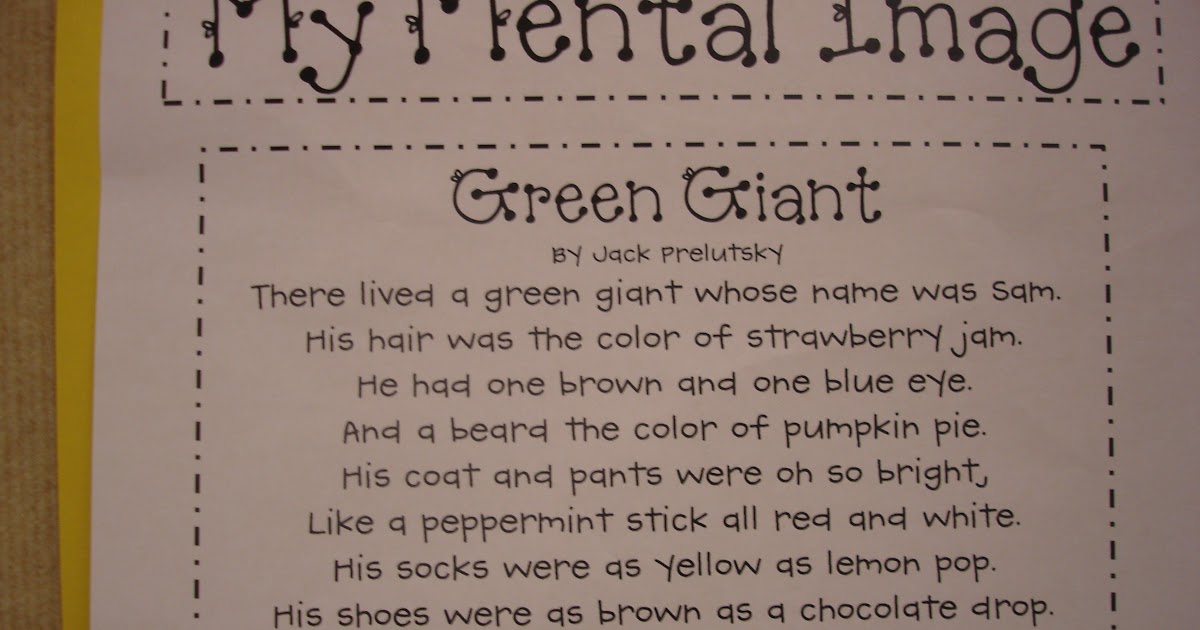 My Mental Image
Green Giant
By Jack Prelutsky
There lived a green giant whose name was Sam.
His hair was the color of strawberry jam.
He had one brown and one blue eye.
And a beard the color of pumpkin pie.
His coat and pants were oh so bright,
Like a peppermint stick all red and white.
His socks were as yellow as lemon pop.
His shoes were as brown as a chocolate drop.